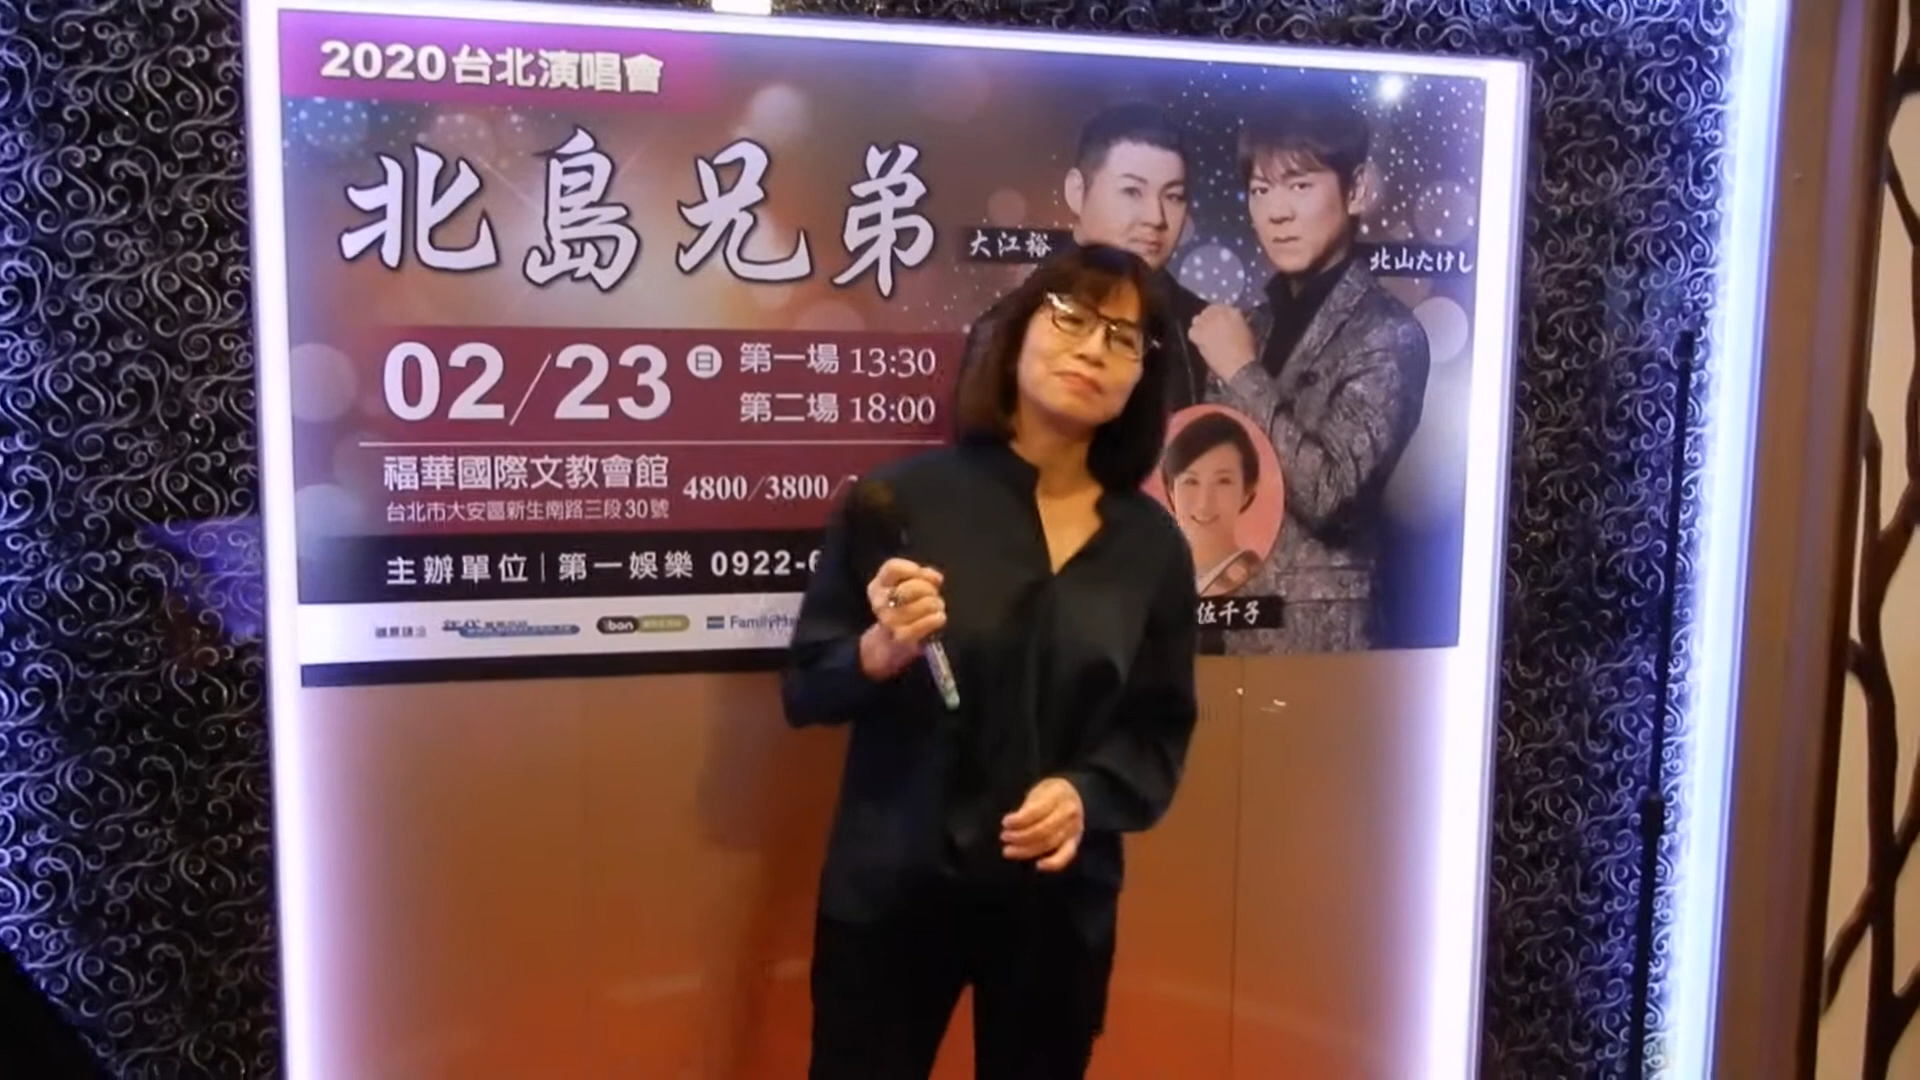 2020台北演唱會
北島兄弟
大江裕
北山たけし
02/23 日 第一場 13:30
第二場 18:00
福華國際文教會館 4800/3800/
台北市大安區新生南路三段30號
主辦單位|第一娛樂 0922-
佐千子
ibon
FamilyMa